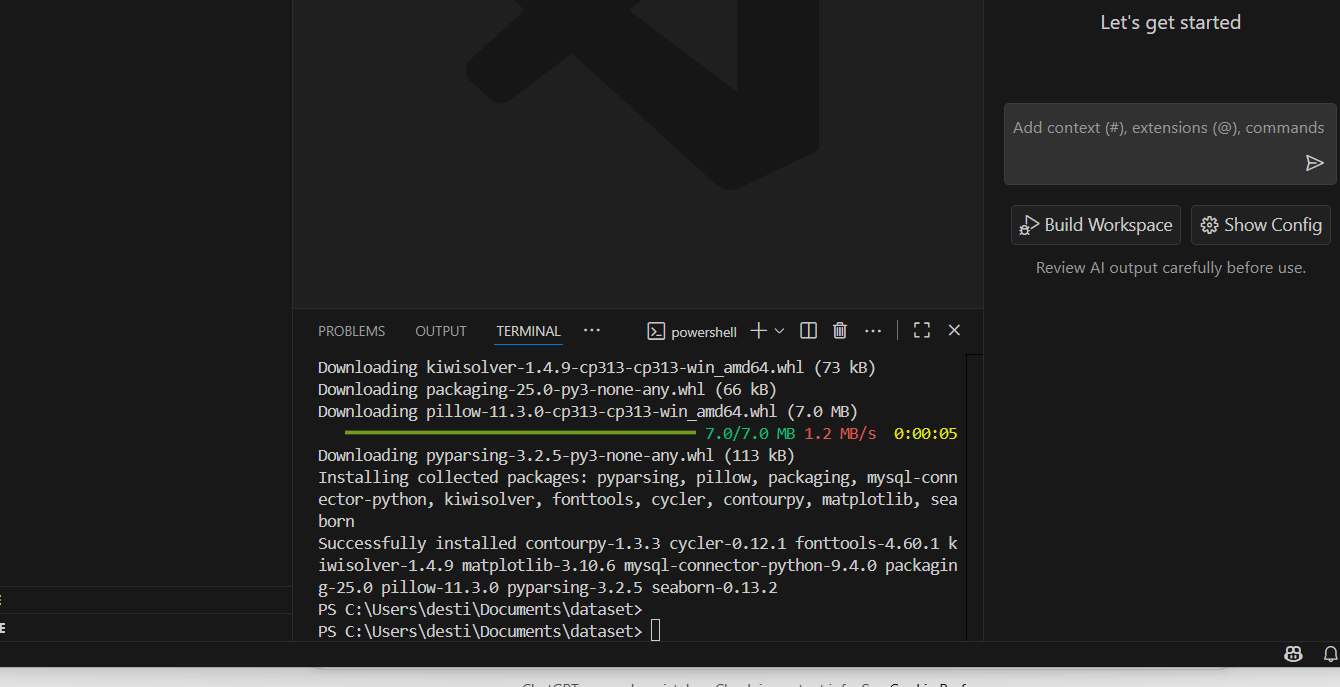 Let's get started
Add context (#), extensions (@), commands
Build Workspace
Show Config
Review AI output carefully before use.
PROBLEMS OUTPUT TERMINAL ··· powershell
Downloading kiwisolver-1.4.9-cp313-cp313-win_amd64.whl (73 kB)
Downloading packaging-25.0-py3-none-any.whl (66 kB)
Downloading pillow-11.3.0-cp313-cp313-win_amd64.whl (7.0 MB)
7.0/7.0 MB 1.2 MB/s 0:00:05
Downloading pyparsing-3.2.5-py3-none-any.whl (113 kB)
Installing collected packages: pyparsing, pillow, packaging, mysql-conn
ector-python, kiwisolver, fonttools, cycler, contourpy, matplotlib, sea
born
Successfully installed contourpy-1.3.3 cycler-0.12.1 fonttools-4.60.1 k
iwisolver-1.4.9 matplotlib-3.10.6 mysql-connector-python-9.4.0 packagin
g-25.0 pillow-11.3.0 pyparsing-3.2.5 seaborn-0.13.2
PS C:\Users\desti\Documents\dataset>
PS C:\Users\desti\Documents\dataset>